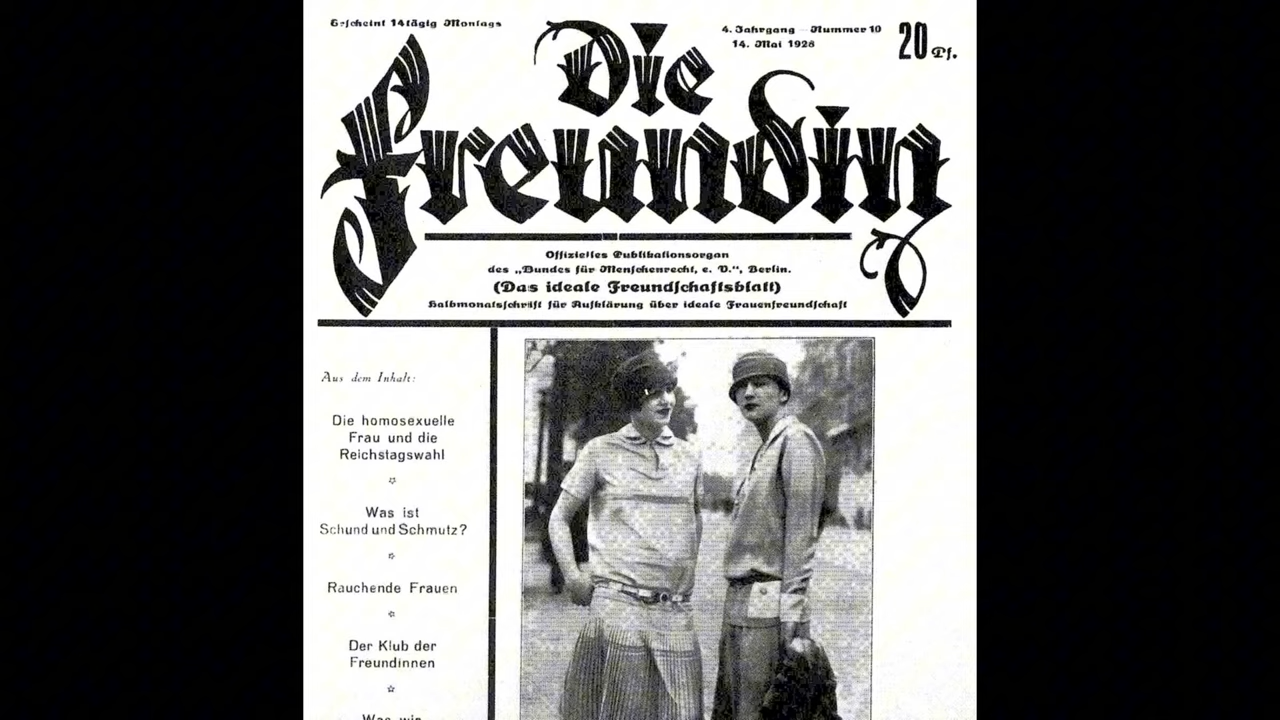 Erscheint 14tägig Montags
4. Jahrgang — Nummer 10
14. Mai 1928
20 Pf.
Die
Freundin
Offizielles Publikationsorgan
des „Bundes für Menschenrecht, e. V.“, Berlin.
(Das ideale Freundschaftsblatt)
Halbmonatsschrift für Aufklärung über ideale Frauenfreundschaft
Aus dem Inhalt:
Die homosexuelle
Frau und die
Reichstagswahl
Was ist
Schund und Schmutz?
Rauchende Frauen
Der Klub der
Freundinnen
Was wir